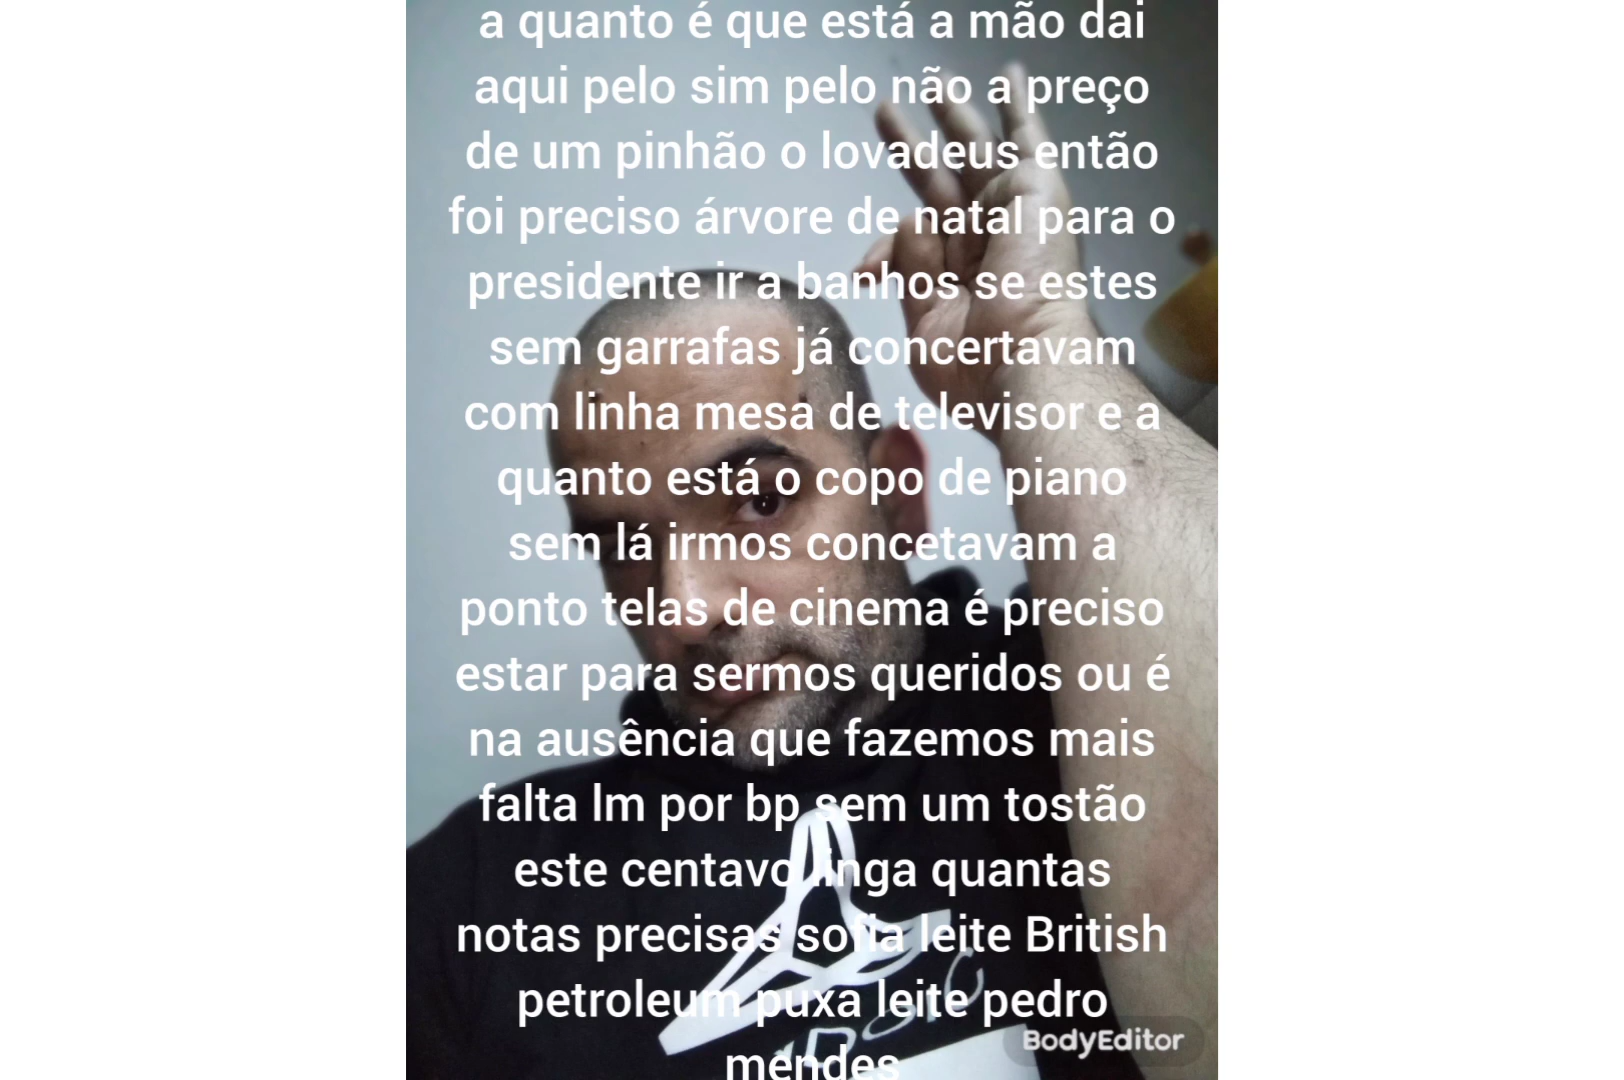 a quanto é que está a mão dai
aqui pelo sim pelo não a preço
de um pinhão o lovadeus então
foi preciso árvore de natal para o
presidente ir a banhos se estes
sem garrafas já concertavam
com linha mesa de televisor e a
quanto está o copo de piano
sem lá irmos concetavam a
ponto telas de cinema é preciso
estar para sermos queridos ou é
na ausência que fazemos mais
falta lm por bp sem um tostão
este centavo linga quantas
notas precisas sofia leite British
petroleum puxa leite pedro
mendes
BodyEditor